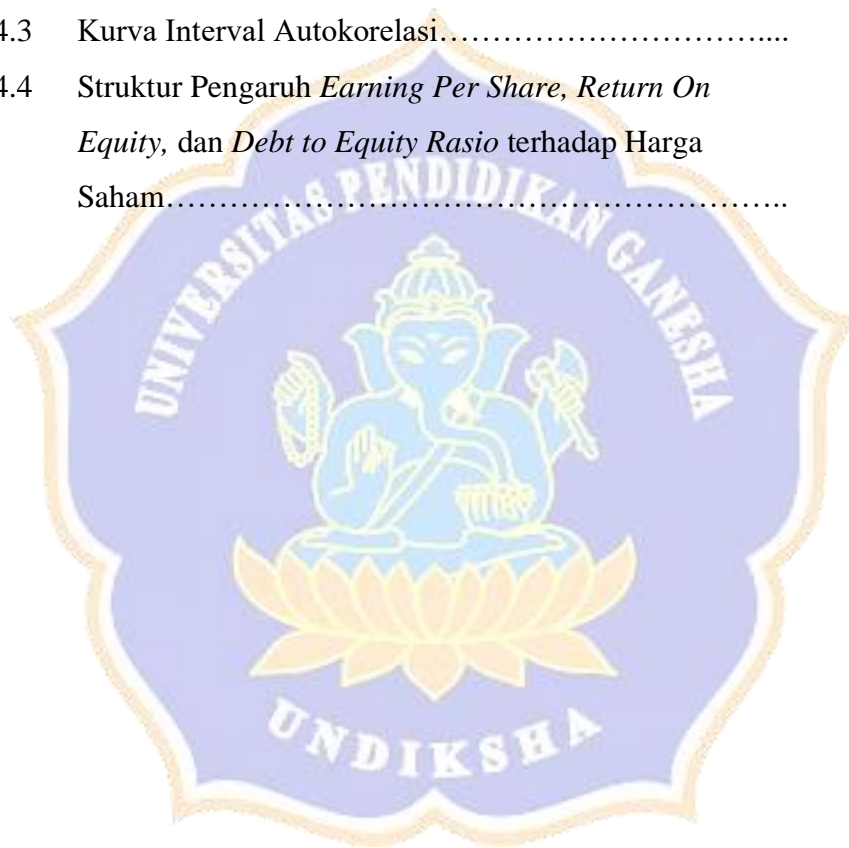 4.3 Kurva Interval Autokorelasi…………………………....
4.4 Struktur Pengaruh Earning Per Share, Return On
Equity, dan Debt to Equity Rasio terhadap Harga
Saham…………………………………………………..
UNIVERSITAS PENDIDIKAN GANESHA
UNDIKSHA